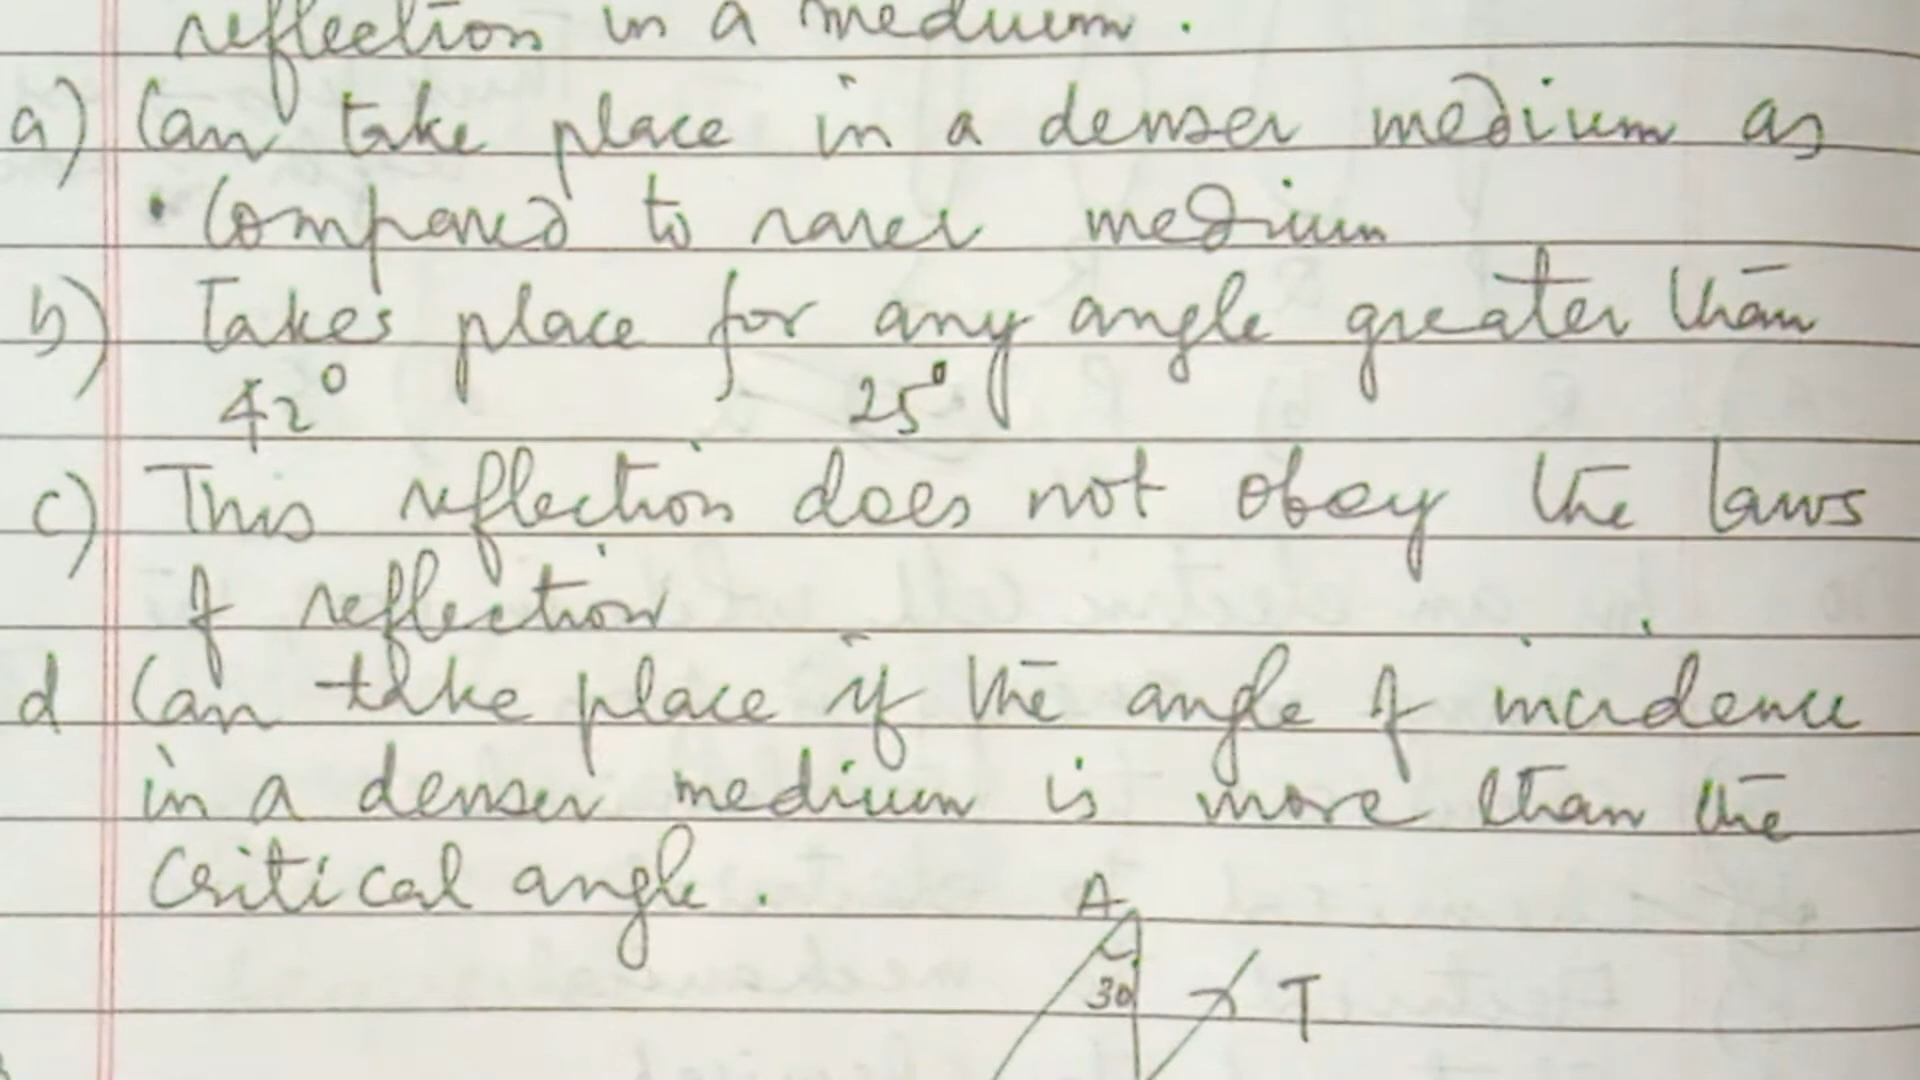 reflection in a medium.
a) Can take place in a denser medium as
compared to rarer medium
b) Takes place for any angle greater than
42° 25°
c) This reflection does not obey the laws
of reflection
d Can take place if the angle of incidence
in a denser medium is more than the
critical angle.
A
30
T